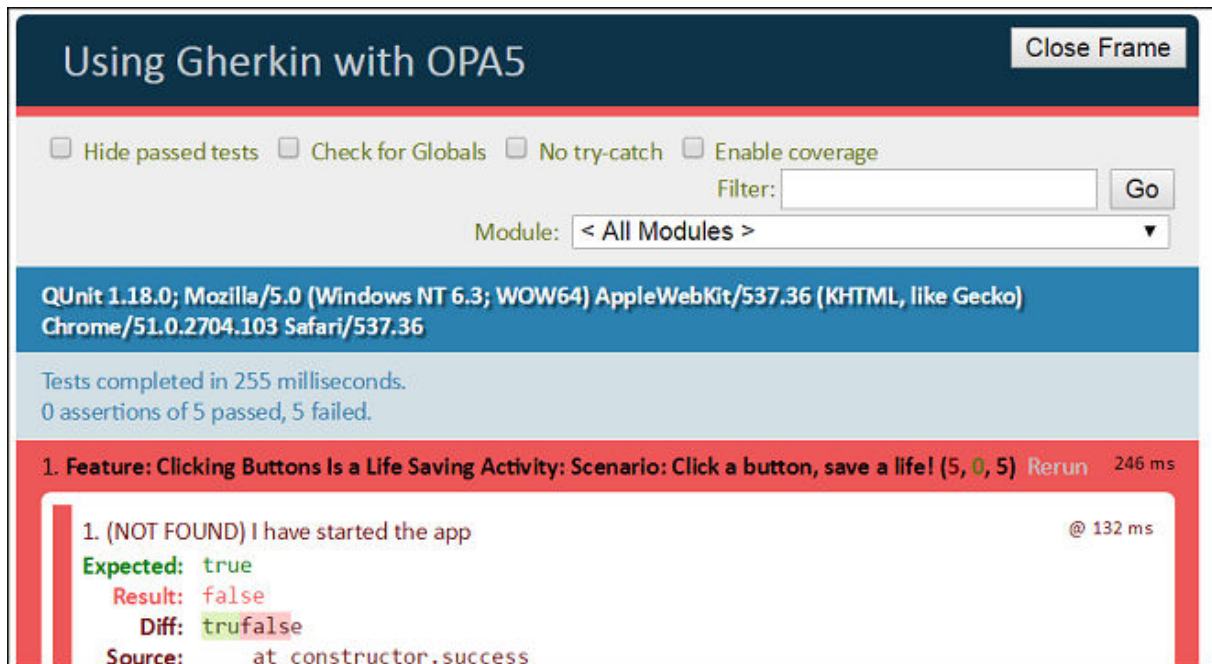 Using Gherkin with OPA5
Close Frame
Hide passed tests Check for Globals No try-catch Enable coverage
Filter: Go
Module: < All Modules > ▼
QUnit 1.18.0; Mozilla/5.0 (Windows NT 6.3; WOW64) AppleWebKit/537.36 (KHTML, like Gecko)
Chrome/51.0.2704.103 Safari/537.36
Tests completed in 255 milliseconds.
0 assertions of 5 passed, 5 failed.
1. Feature: Clicking Buttons Is a Life Saving Activity: Scenario: Click a button, save a life! (5, 0, 5) Rerun 246 ms
1. (NOT FOUND) I have started the app @ 132 ms
Expected: true
Result: false
Diff: trufalse
Source: at constructor.success